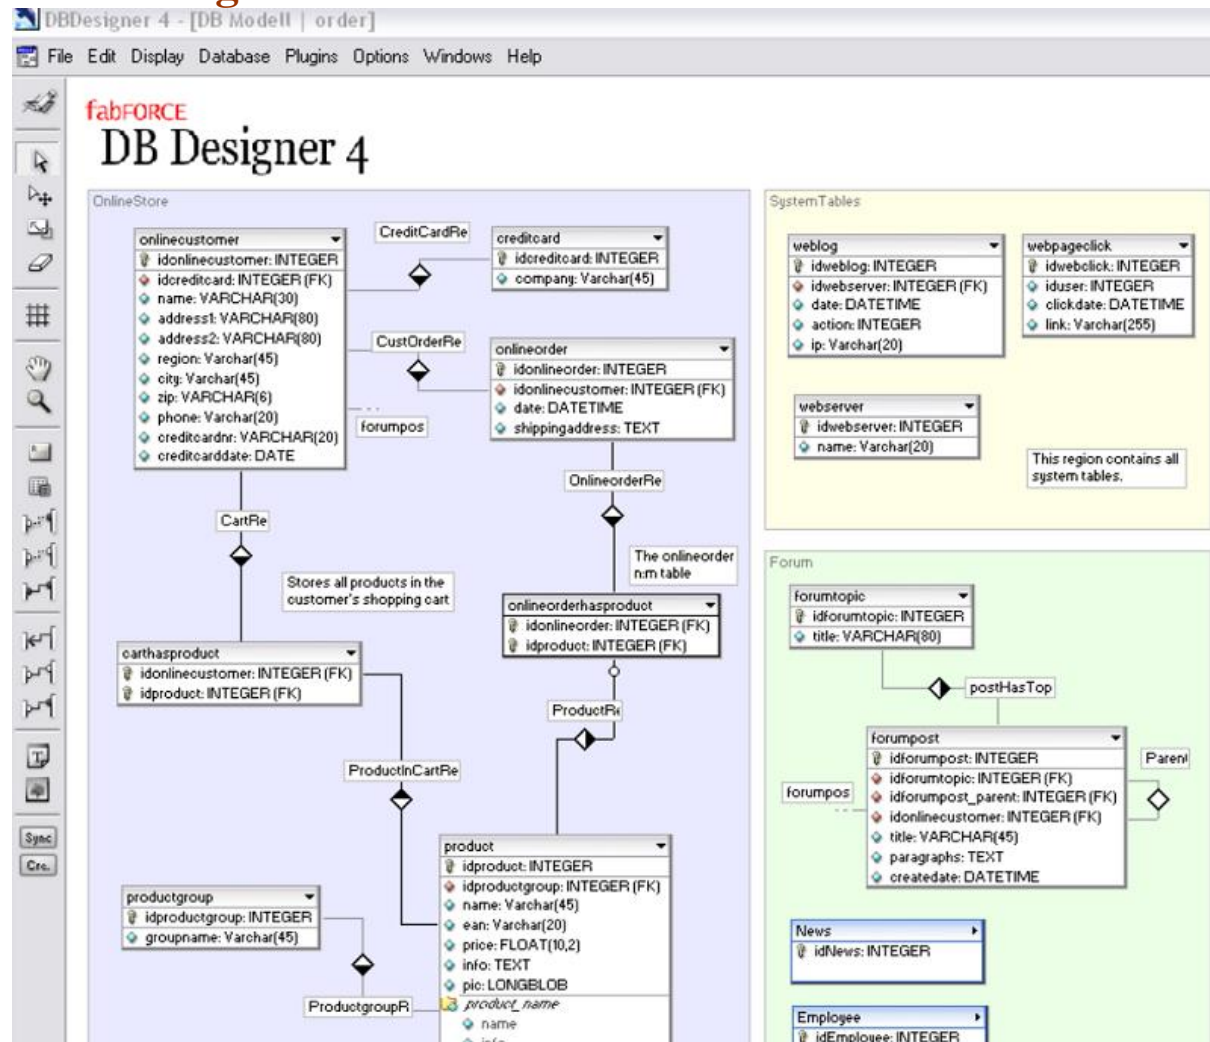 DBDesigner 4 - [DB Modell | order]
File Edit Display Database Plugins Options Windows Help
fabFORCE
DB Designer 4
OnlineStore
onlinecustomer
idonlinecustomer: INTEGER
idcreditcard: INTEGER (FK)
name: VARCHAR(30)
address1: VARCHAR(80)
address2: VARCHAR(80)
region: Varchar(45)
city: Varchar(45)
zip: VARCHAR(6)
phone: Varchar(20)
creditcardnr: VARCHAR(20)
creditcarddate: DATE
CreditCardRe
creditcard
idcreditcard: INTEGER
company: Varchar(45)
CustOrderRe
onlineorder
idonlineorder: INTEGER
idonlinecustomer: INTEGER (FK)
date: DATETIME
shippingaddress: TEXT
forumpos
OnlineorderRe
CartRe
Stores all products in the
customer's shopping cart
The onlineorder
n:m table
onlineorderhasproduct
idonlineorder: INTEGER (FK)
idproduct: INTEGER (FK)
carthasproduct
idonlinecustomer: INTEGER (FK)
idproduct: INTEGER (FK)
ProductRe
ProductInCartRe
product
idproduct: INTEGER
idproductgroup: INTEGER (FK)
name: Varchar(45)
ean: Varchar(20)
price: FLOAT(10,2)
info: TEXT
pic: LONGBLOB
product_name
name
productgroup
idproductgroup: INTEGER
groupname: Varchar(45)
ProductgroupR
SystemTables
weblog
idweblog: INTEGER
idwebserver: INTEGER (FK)
date: DATETIME
action: INTEGER
ip: Varchar(20)
webpageclick
idwebclick: INTEGER
iduser: INTEGER
clickdate: DATETIME
link: Varchar(255)
webserver
idwebserver: INTEGER
name: Varchar(20)
This region contains all
system tables.
Forum
forumtopic
idforumtopic: INTEGER
title: VARCHAR(80)
postHasTop
forumpost
idforumpost: INTEGER
idforumtopic: INTEGER (FK)
idforumpost_parent: INTEGER (FK)
idonlinecustomer: INTEGER (FK)
title: VARCHAR(45)
paragraphs: TEXT
createdate: DATETIME
Parent
forumpos
News
idNews: INTEGER
Employee
idEmployee: INTEGER
Sync
Cre.